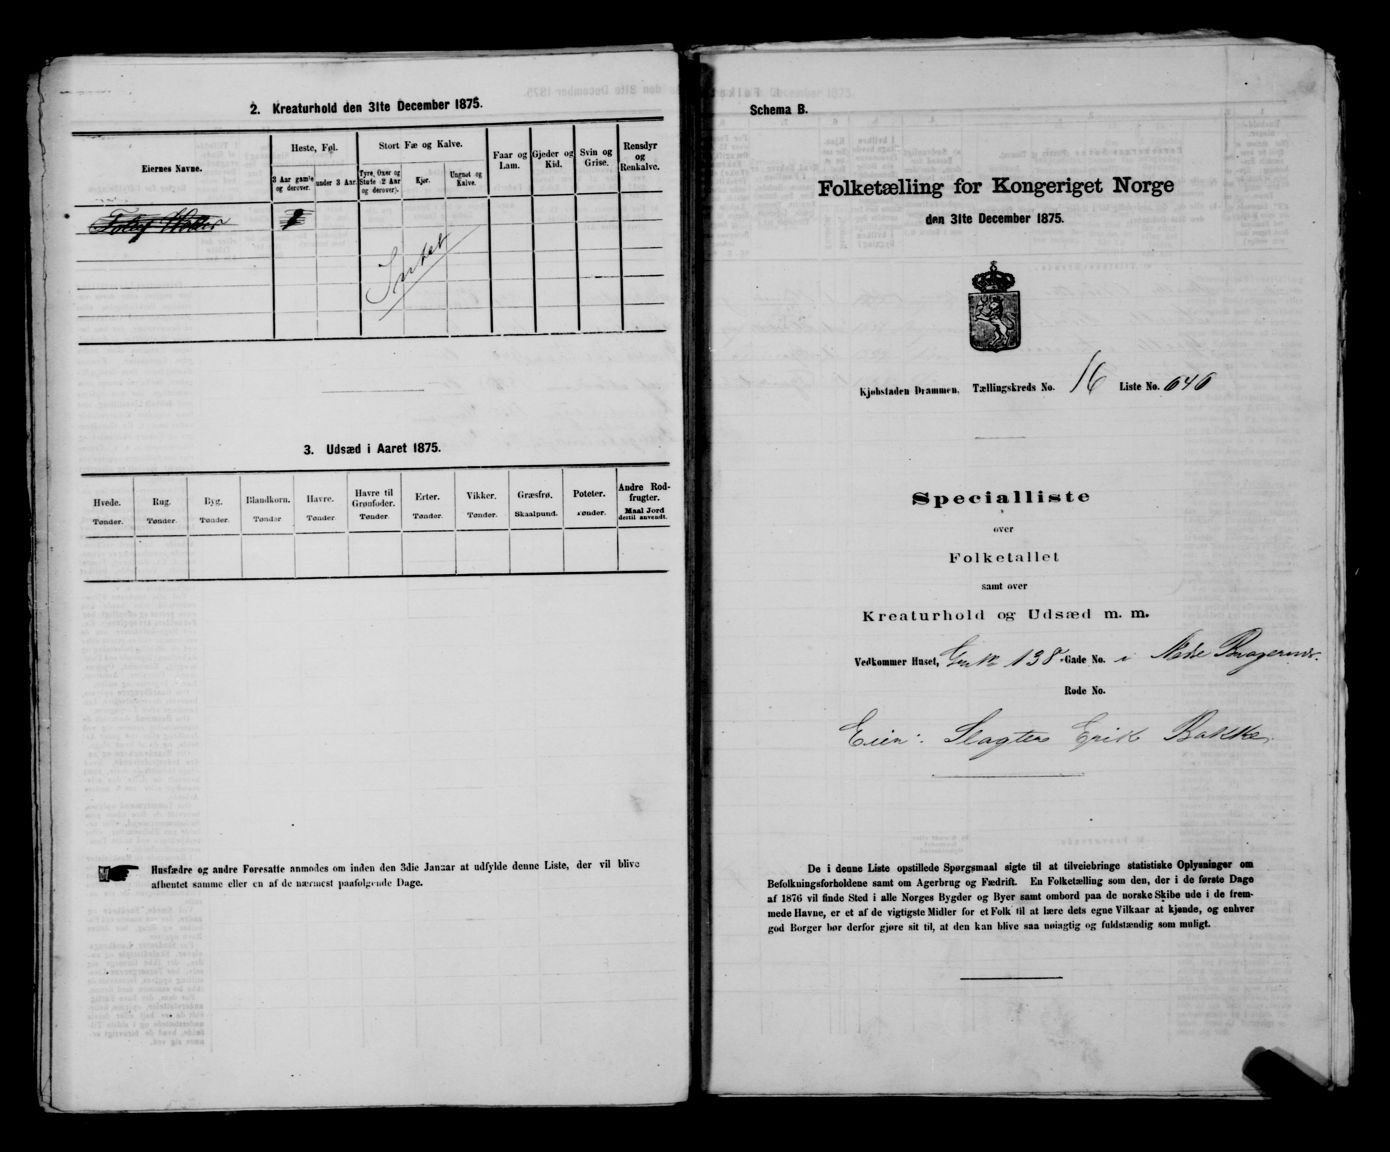 2. Kreaturhold den 31te December 1875.
Eiernes Navne.
Heste, Føl.
Stort Fæ og Kalve.
Faar og Lam.
Gjeder og Kid.
Svin og Grise.
Rensdyr og Renkalve.
3 Aar gamle og derover.
under 3 Aar.
Tyre, Oxer og Stude (2 Aar og derover).
Kjør.
Ungnøt og Kalve.
1
Intet
3. Udsæd i Aaret 1875.
Hvede. Rug. Byg. Blandkorn. Havre. Havre til Grønfoder. Erter. Vikker. Græsfrø. Poteter. Andre Rodfrugter.
Tønder. Tønder. Tønder. Tønder Tønder Tønder. Tønder. Tønder. Skaalpund. Tønder. Maal Jord dertil anvendt.
Husfædre og andre Foresatte anmodes om inden den 3die Januar at udfylde denne Liste, der vil blive
afhentet samme eller en af de nærmest paafølgende Dage.
Schema B.
Folketælling for Kongeriget Norge
den 31te December 1875.
Kjøbstaden Drammen. Tællingskreds No. 16 Liste No. 646
Specialliste
over
Folketallet
samt over
Kreaturhold og Udsæd m. m.
Vedkommer Huset, 138 Gade No. i Nedre Bragernes.
Rode No.
Eier: Slagter Erik Bakke.
De i denne Liste opstillede Spørgsmaal sigte til at tilveiebringe statistiske Oplysninger om
Befolkningsforholdene samt om Agerbrug og Fædrift. En Folketælling som den, der i de første Dage
af 1876 vil finde Sted i alle Norges Bygder og Byer samt ombord paa de norske Skibe ude i de frem-
mede Havne, er et af de vigtigste Midler for et Folk til at lære dets egne Vilkaar at kjende, og enhver
god Borger bør derfor gjøre sit til, at den kan blive saa nøiagtig og fuldstændig som muligt.